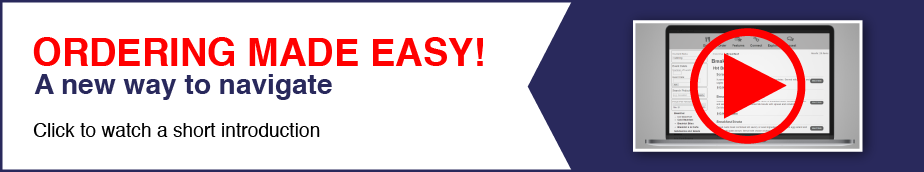 ORDERING MADE EASY!
A new way to navigate
Click to watch a short introduction